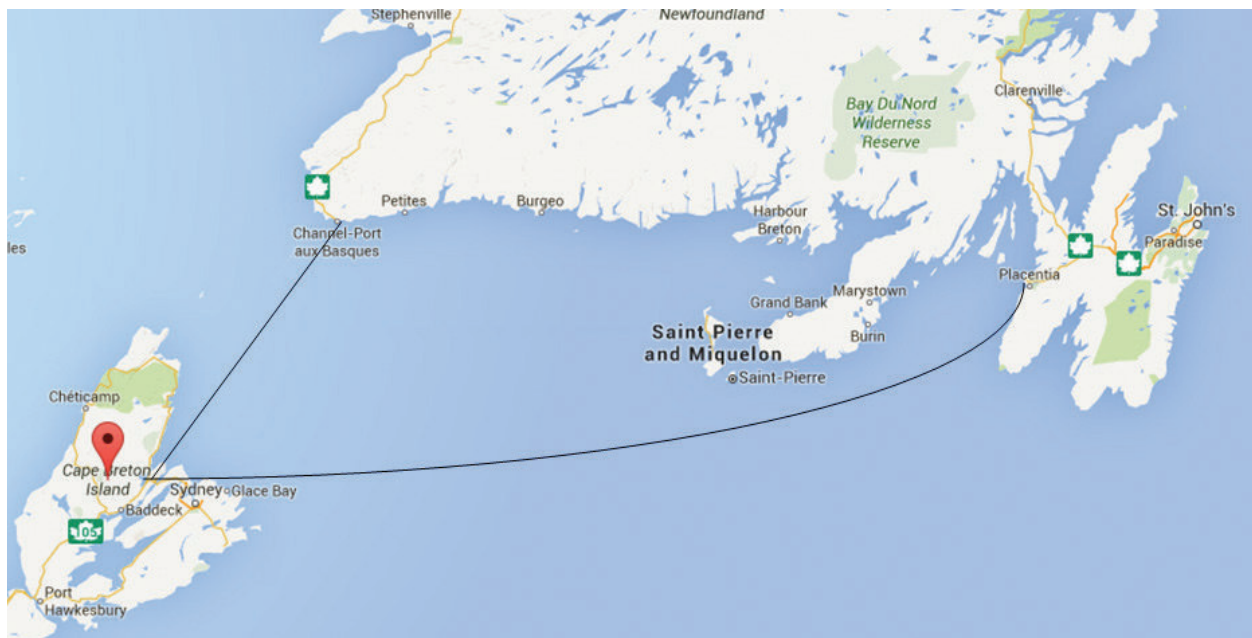 Stephenville
Newfoundland
Clarenville
Bay Du Nord
Wilderness
Reserve
Petites
Burgeo
Harbour
Breton
St. John's
Paradise
Channel-Port
aux Basques
les
Placentia
Marystown
Grand Bank
Burin
Saint Pierre
and Miquelon
Saint-Pierre
Chéticamp
Cape Breton
Island
Sydney
Glace Bay
Baddeck
105
Port
Hawkesbury